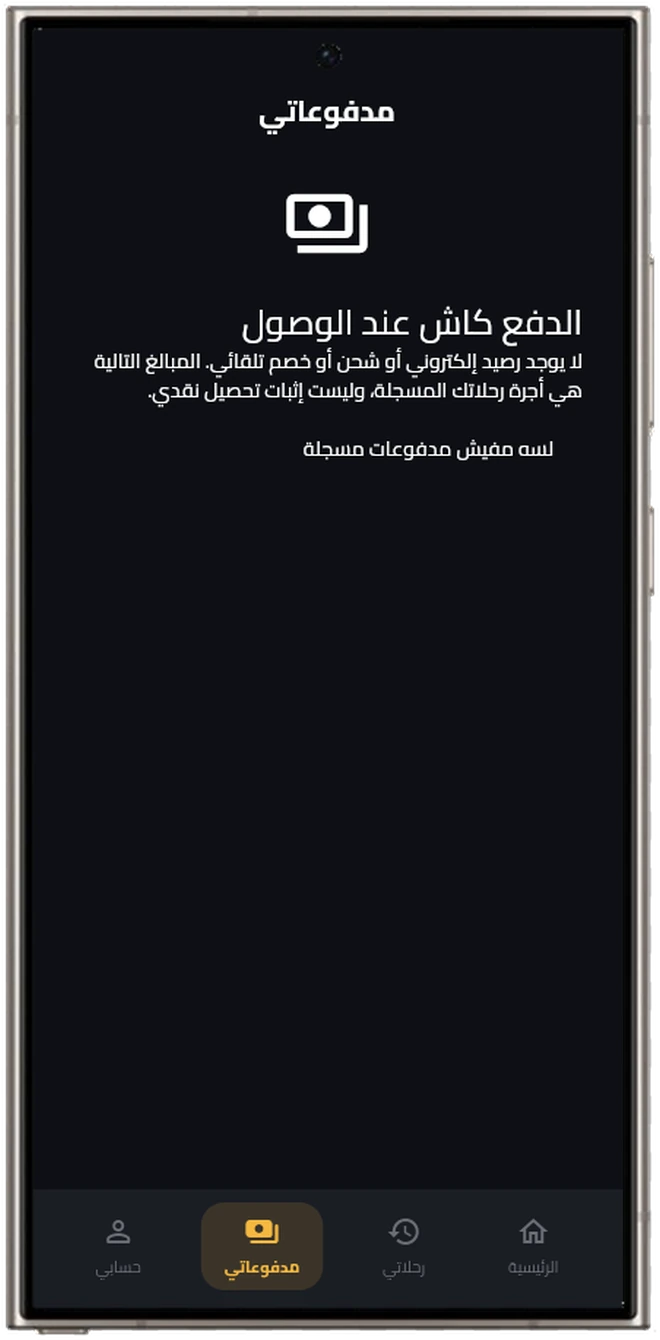 مدفوعاتي
الدفع كاش عند الوصول
لا يوجد رصيد إلكتروني أو شحن أو خصم تلقائي. المبالغ التالية
هي أجرة رحلاتك المسجلة، وليست إثبات تحصيل نقدي.
لسه مفيش مدفوعات مسجلة
الرئيسية
رحلاتي
مدفوعاتي
حسابي